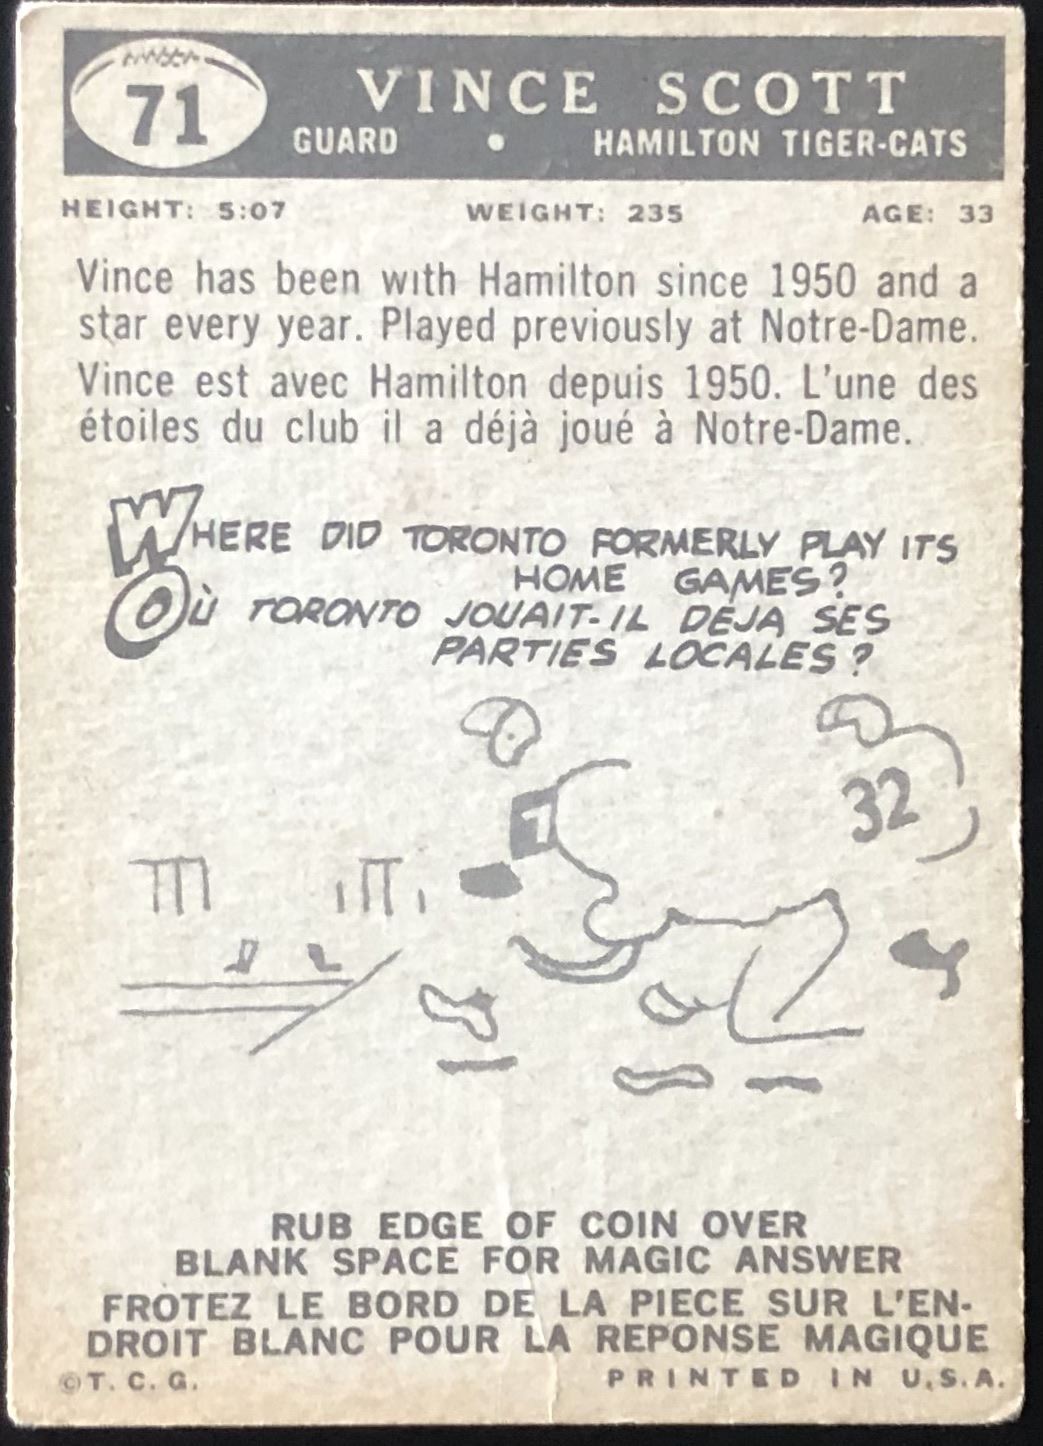 71
VINCE SCOTT
GUARD • HAMILTON TIGER-CATS
HEIGHT: 5:07 WEIGHT: 235 AGE: 33
Vince has been with Hamilton since 1950 and a
star every year. Played previously at Notre-Dame.
Vince est avec Hamilton depuis 1950. L'une des
étoiles du club il a déjà joué à Notre-Dame.
WHERE DID TORONTO FORMERLY PLAY ITS
HOME GAMES?
OÙ TORONTO JOUAIT-IL DÉJA SES
PARTIES LOCALES?
32
7
RUB EDGE OF COIN OVER
BLANK SPACE FOR MAGIC ANSWER
FROTEZ LE BORD DE LA PIECE SUR L'EN-
DROIT BLANC POUR LA REPONSE MAGIQUE
©T. C. G. PRINTED IN U.S.A.